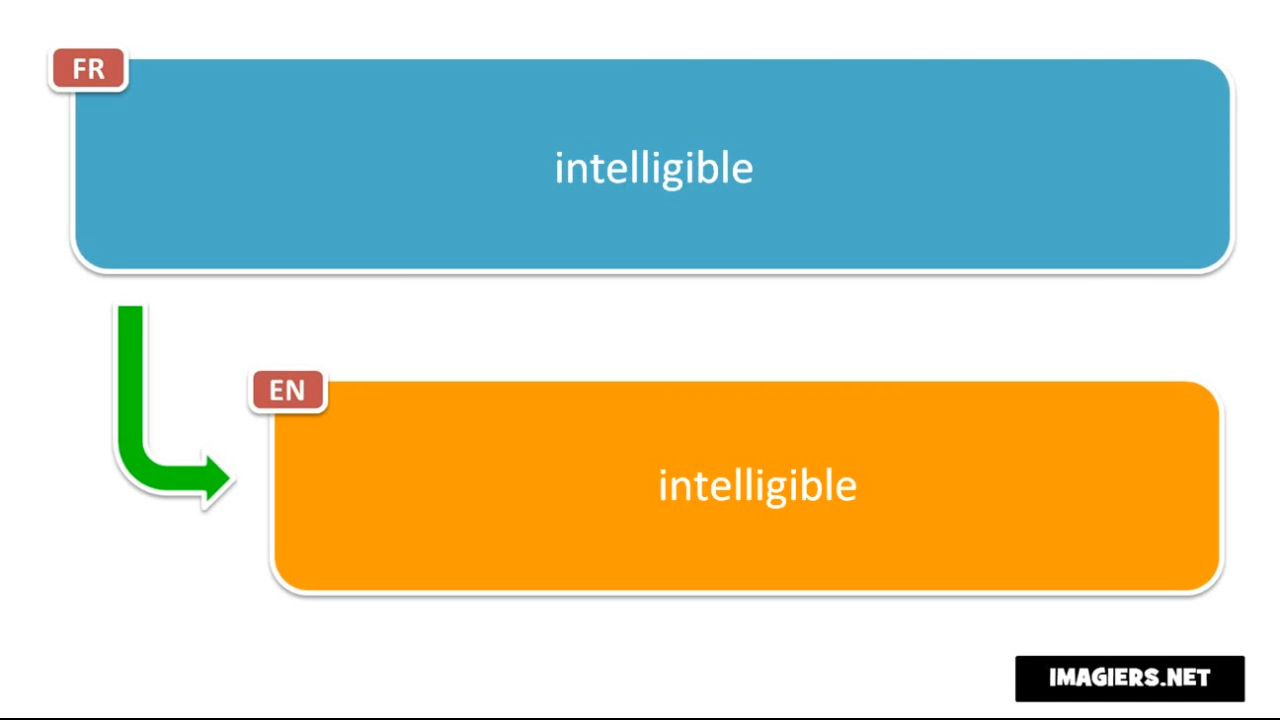 FR
intelligible
EN
intelligible
IMAGIERS.NET